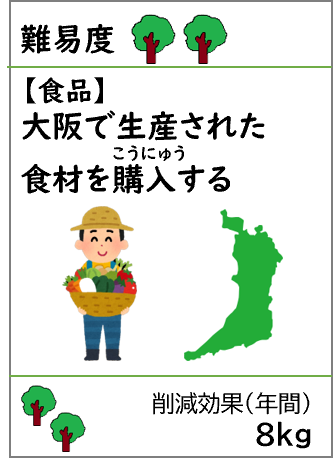 難易度
【食品】
大阪で生産された
こうにゅう
食材を購入する
削減効果(年間)
8kg